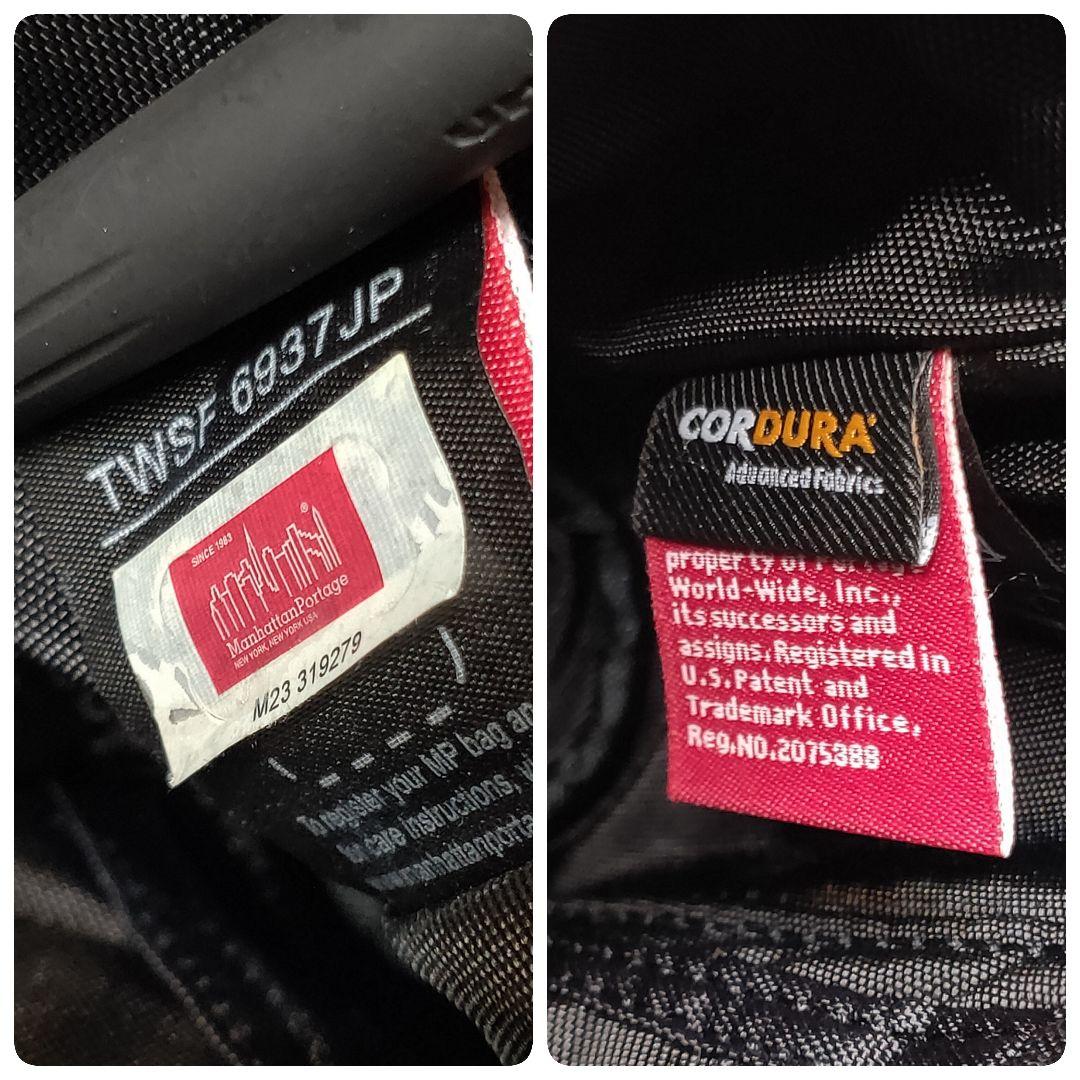 TWSF 6937JP
SINCE 1983
®
ManhattanPortage
NEW YORK, NEW YORK USA
M23 319279
To register your MP bag
care instructions,
CORDURA®
Advanced Fabrics
property of
World-Wide, Inc.,
its successors and
assigns. Registered in
U.S. Patent and
Trademark Office,
Reg.NO.2075388